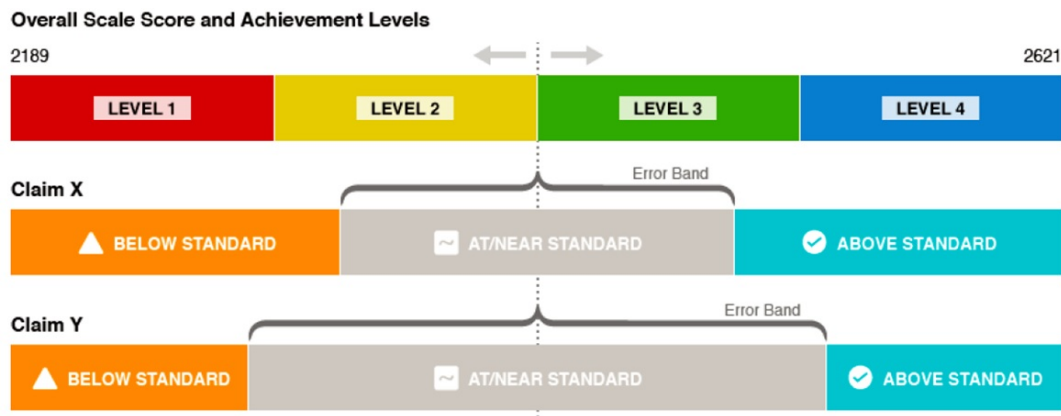 Overall Scale Score and Achievement Levels
2189 2621
LEVEL 1 LEVEL 2 LEVEL 3 LEVEL 4
Claim X Error Band
BELOW STANDARD AT/NEAR STANDARD ABOVE STANDARD
Claim Y Error Band
BELOW STANDARD AT/NEAR STANDARD ABOVE STANDARD